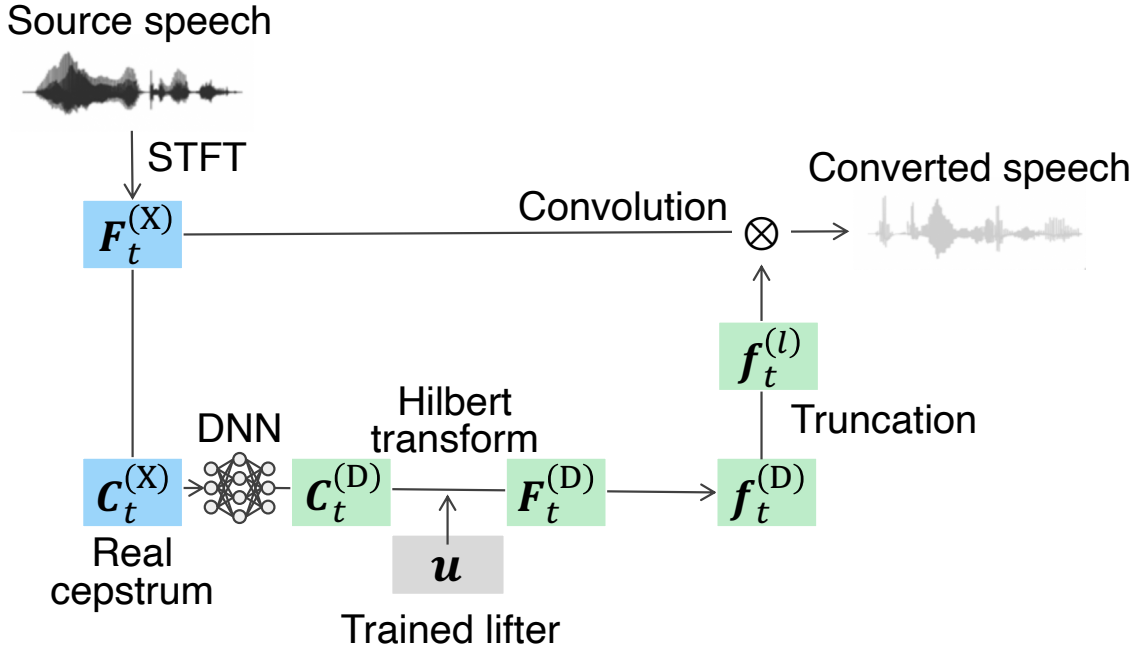 Source speech
STFT
Converted speech
Convolution
F_t^(X)
⊗
f_t^(l)
Hilbert
transform
DNN
Truncation
C_t^(X)
C_t^(D)
F_t^(D)
f_t^(D)
Real
cepstrum
u
Trained lifter